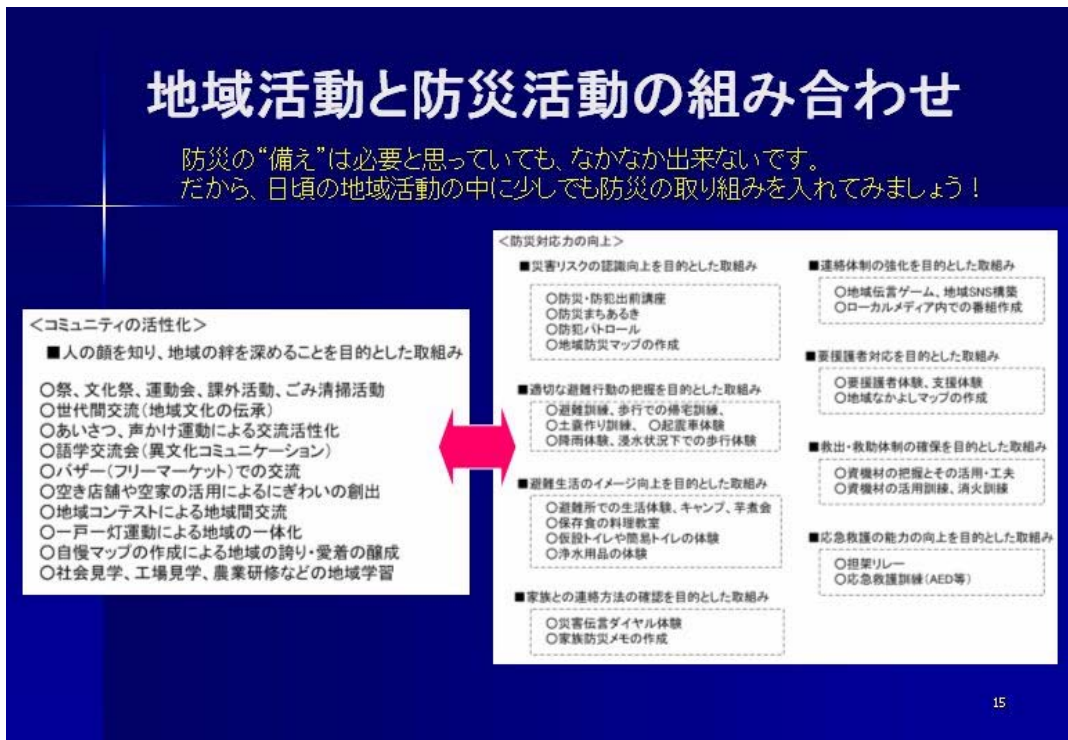 地域活動と防災活動の組み合わせ
防災の“備え”は必要と思っていても、なかなか出来ないです。
だから、日頃の地域活動の中に少しでも防災の取り組みを入れてみましょう！
＜コミュニティの活性化＞
■人の顔を知り、地域の絆を深めることを目的とした取組み
○祭、文化祭、運動会、課外活動、ごみ清掃活動
○世代間交流(地域文化の伝承)
○あいさつ、声かけ運動による交流活性化
○語学交流会(異文化コミュニケーション)
○バザー(フリーマーケット)での交流
○空き店舗や空家の活用によるにぎわいの創出
○地域コンテストによる地域間交流
○一戸一灯運動による地域の一体化
○自慢マップの作成による地域の誇り・愛着の醸成
○社会見学、工場見学、農業研修などの地域学習
＜防災対応力の向上＞
■災害リスクの認識向上を目的とした取組み
○防災・防犯出前講座
○防災まちあるき
○防犯パトロール
○地域防災マップの作成
■適切な避難行動の把握を目的とした取組み
○避難訓練、歩行での帰宅訓練、
○土嚢作り訓練、 ○起震車体験
○降雨体験、浸水状況下での歩行体験
■避難生活のイメージ向上を目的とした取組み
○避難所での生活体験、キャンプ、芋煮会
○保存食の料理教室
○仮設トイレや簡易トイレの体験
○浄水用品の体験
■家族との連絡方法の確認を目的とした取組み
○災害伝言ダイヤル体験
○家族防災メモの作成
■連絡体制の強化を目的とした取組み
○地域伝言ゲーム、地域SNS構築
○ローカルメディア内での番組作成
■要援護者対応を目的とした取組み
○要援護者体験、支援体験
○地域なかよしマップの作成
■救出・救助体制の確保を目的とした取組み
○資機材の把握とその活用・工夫
○資機材の活用訓練、消火訓練
■応急救護の能力の向上を目的とした取組み
○担架リレー
○応急救護訓練(AED等)
15